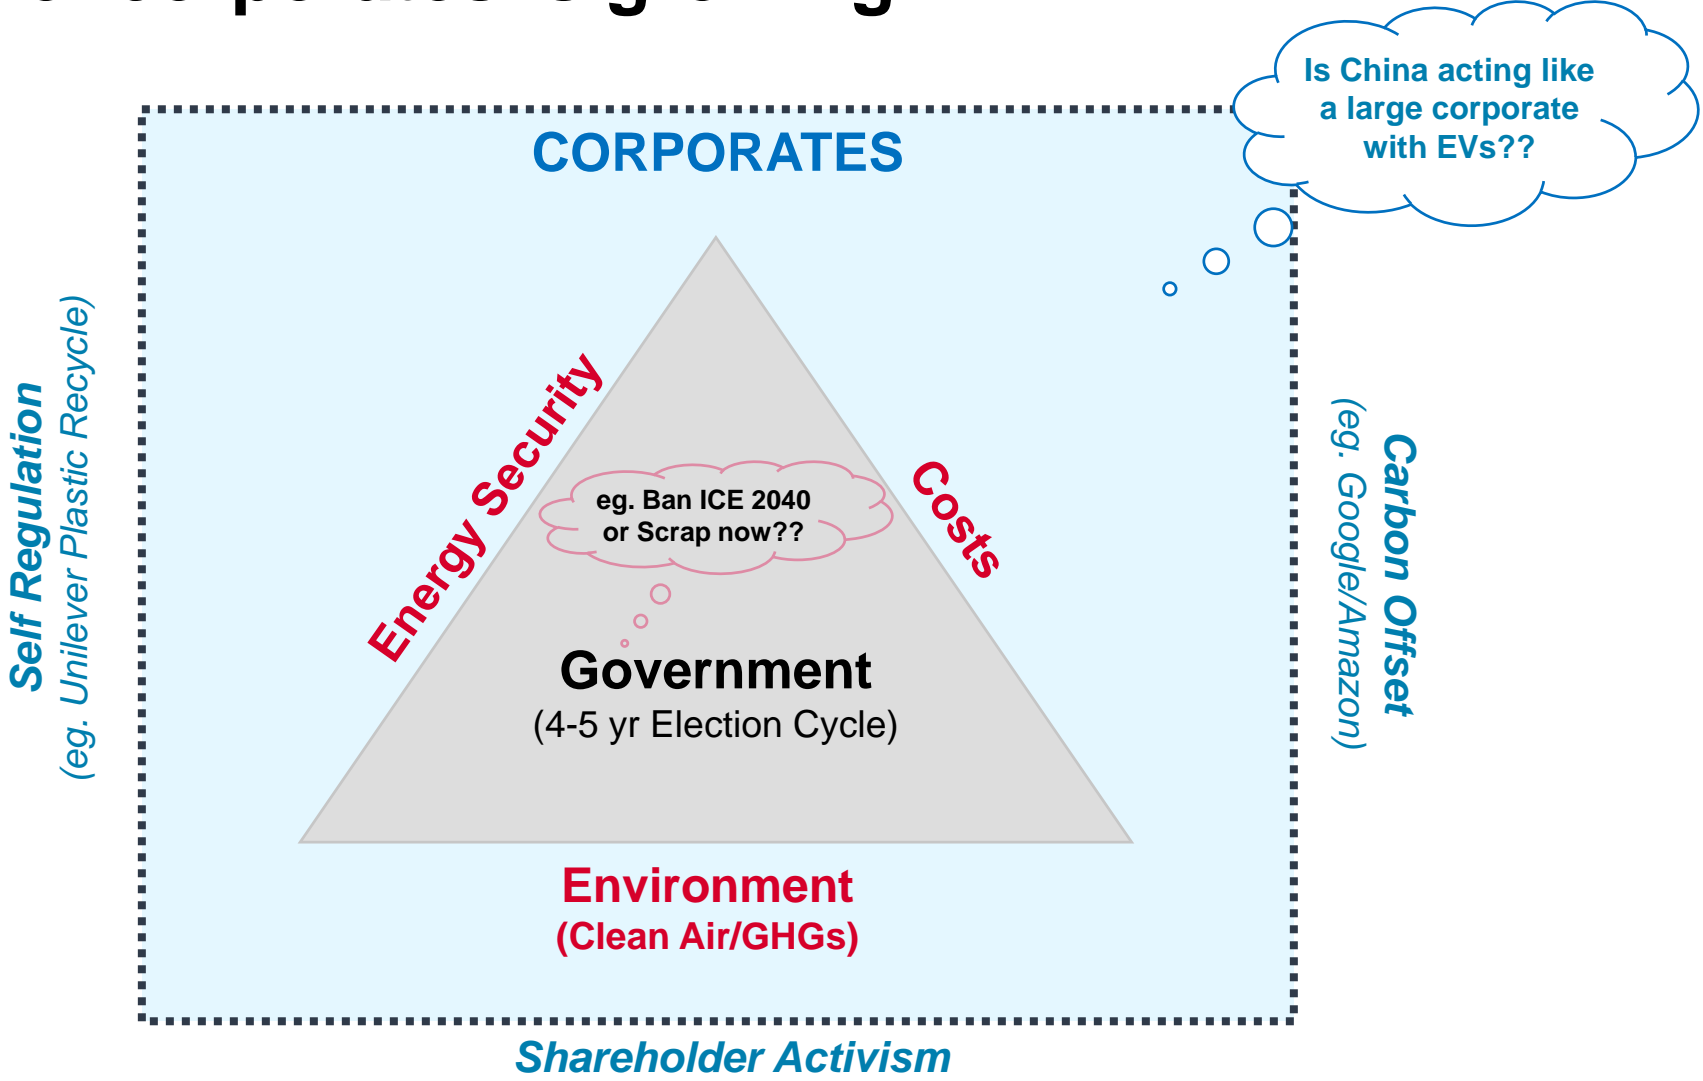 Is China acting like
a large corporate
with EVs??
CORPORATES
Self Regulation
(eg. Unilever Plastic Recycle)
Energy Security
Costs
eg. Ban ICE 2040
or Scrap now??
Carbon Offset
(eg. Google/Amazon)
Government
(4-5 yr Election Cycle)
Environment
(Clean Air/GHGs)
Shareholder Activism